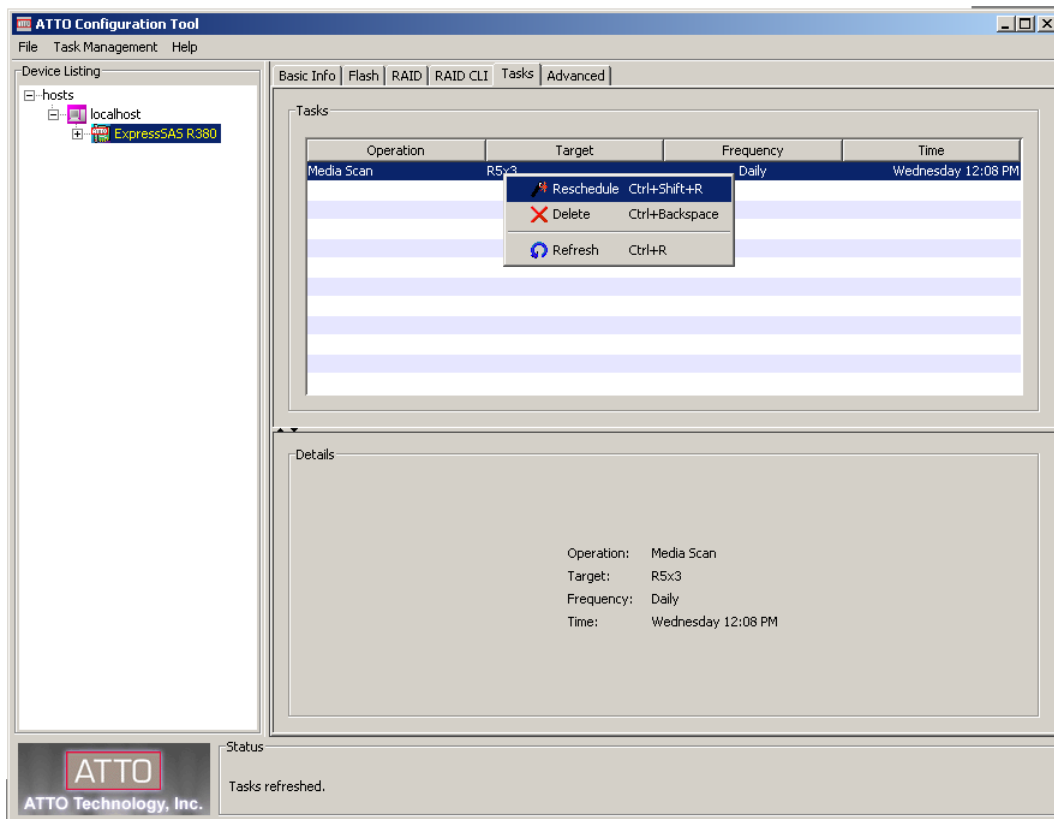 ATTO Configuration Tool
File Task Management Help
Device Listing
hosts
localhost
ExpressSAS R380
Basic Info Flash RAID RAID CLI Tasks Advanced
Tasks
Operation Target Frequency Time
Media Scan R5x3 Daily Wednesday 12:08 PM
Reschedule Ctrl+Shift+R
Delete Ctrl+Backspace
Refresh Ctrl+R
Details
Operation: Media Scan
Target: R5x3
Frequency: Daily
Time: Wednesday 12:08 PM
ATTO
ATTO Technology, Inc.
Status
Tasks refreshed.